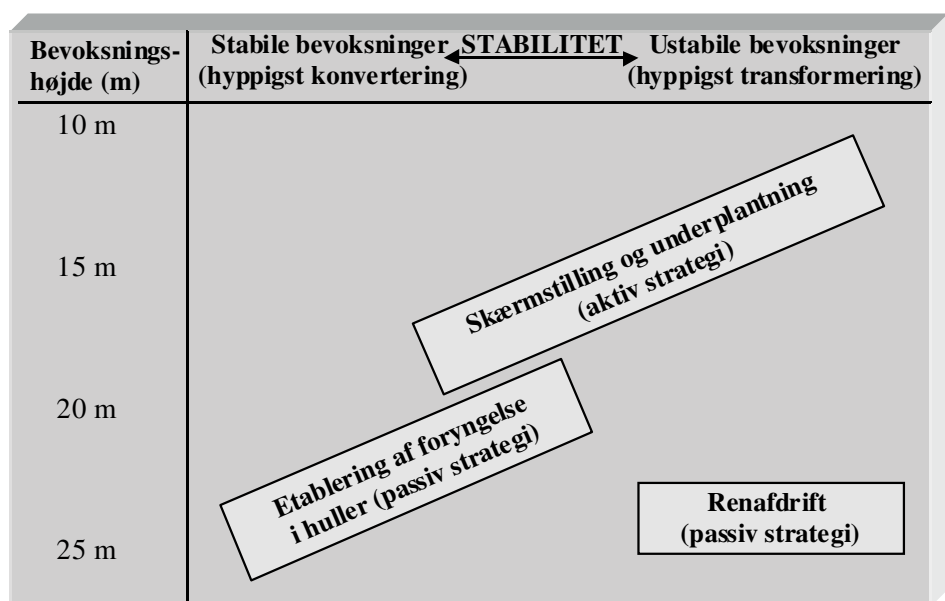 Bevoksnings-
højde (m)
Stabile bevoksninger
(hyppigst konvertering)
STABILITET
Ustabile bevoksninger
(hyppigst transformering)
10 m
15 m
20 m
25 m
Skærmstilling og underplantning
(aktiv strategi)
Etablering af foryngelse
i huller (passiv strategi)
Renafdrift
(passiv strategi)